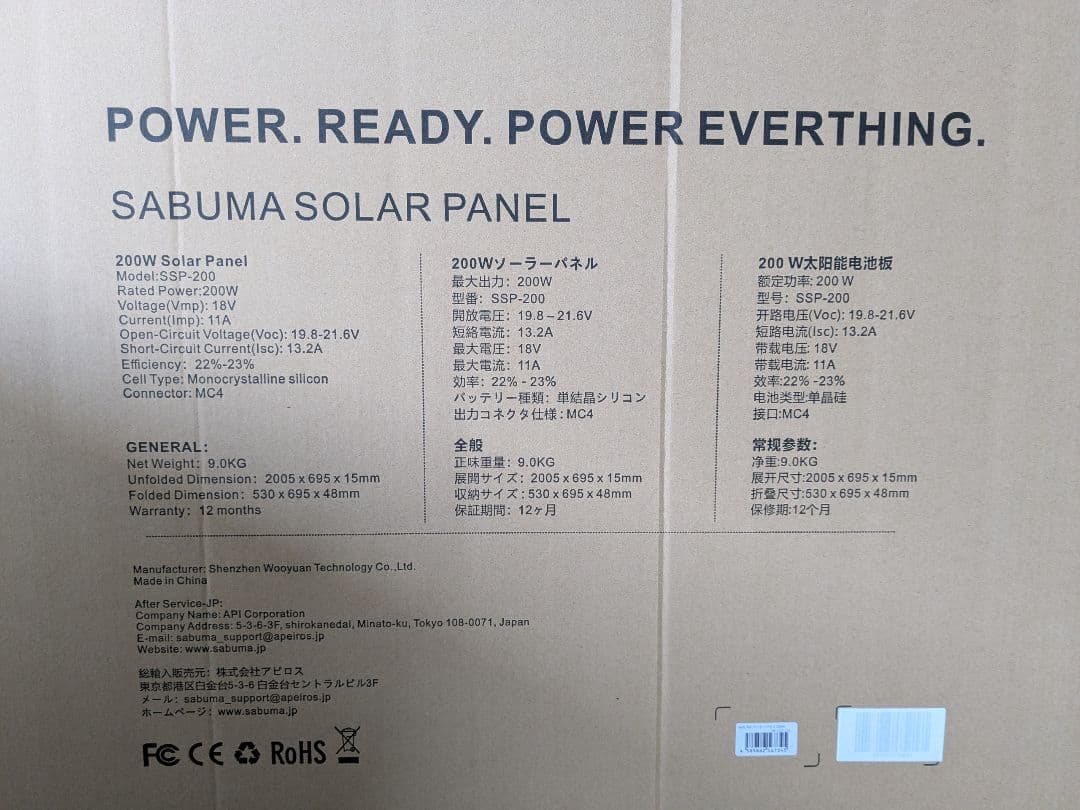 POWER. READY. POWER EVERTHING.
SABUMA SOLAR PANEL
200W Solar Panel
Model:SSP-200
Rated Power:200W
Voltage(Vmp): 18V
Current(Imp): 11A
Open-Circuit Voltage(Voc): 19.8-21.6V
Short-Circuit Current(Isc): 13.2A
Efficiency: 22%-23%
Cell Type: Monocrystalline silicon
Connector: MC4
GENERAL:
Net Weight: 9.0KG
Unfolded Dimension: 2005 x 695 x 15mm
Folded Dimension: 530 x 695 x 48mm
Warranty: 12 months
200Wソーラーパネル
最大出力: 200W
型番: SSP-200
開放電圧: 19.8～21.6V
短絡電流: 13.2A
最大電圧: 18V
最大電流: 11A
効率: 22% - 23%
バッテリー種類: 単結晶シリコン
出力コネクタ仕様: MC4
全般
正味重量: 9.0KG
展開サイズ: 2005 x 695 x 15mm
収納サイズ: 530 x 695 x 48mm
保証期間: 12ヶ月
200 W太阳能电池板
额定功率: 200 W
型号: SSP-200
开路电压(Voc): 19.8-21.6V
短路电流(Isc): 13.2A
带载电压: 18V
带载电流: 11A
效率:22% -23%
电池类型:单晶硅
接口:MC4
常规参数:
净重:9.0KG
展开尺寸:2005 x 695 x 15mm
折叠尺寸:530 x 695 x 48mm
保修期:12个月
Manufacturer: Shenzhen Wooyuan Technology Co.,Ltd.
Made in China
After Service-JP:
Company Name: API Corporation
Company Address: 5-3-6-3F, shirokanedai, Minato-ku, Tokyo 108-0071, Japan
E-mail: sabuma_support@apeiros.jp
Website: www.sabuma.jp
総輸入販売元: 株式会社アピロス
東京都港区白金台5-3-6 白金台セントラルビル3F
メール: sabuma_support@apeiros.jp
ホームページ: www.sabuma.jp
FC CE RoHS